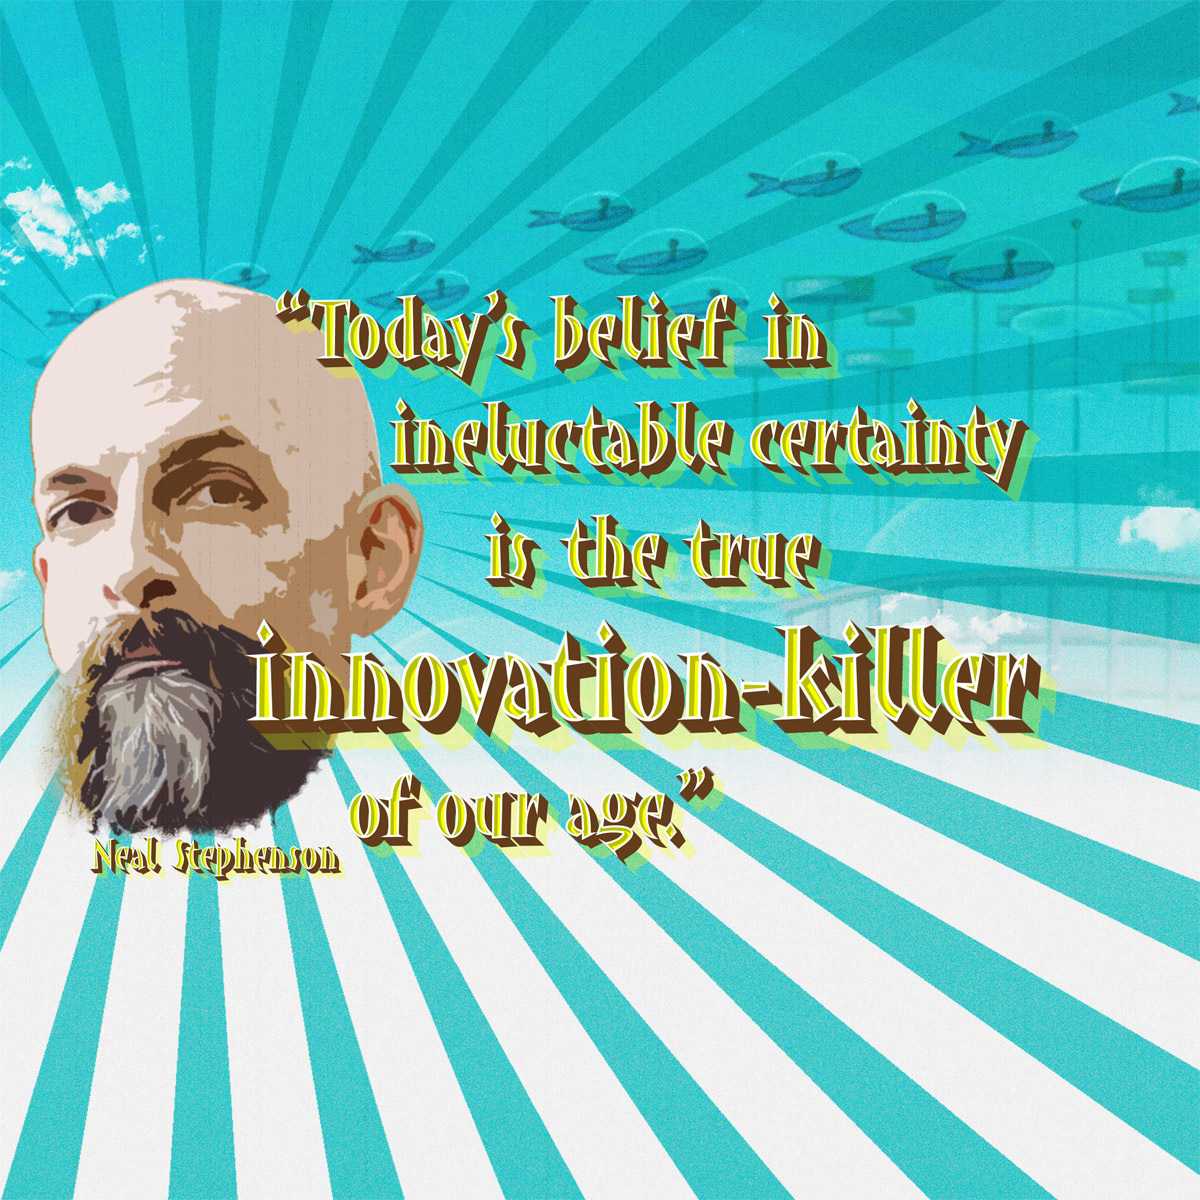 “Today’s belief in
ineluctable certainty
is the true
innovation-killer
of our age.”
Neal Stephenson